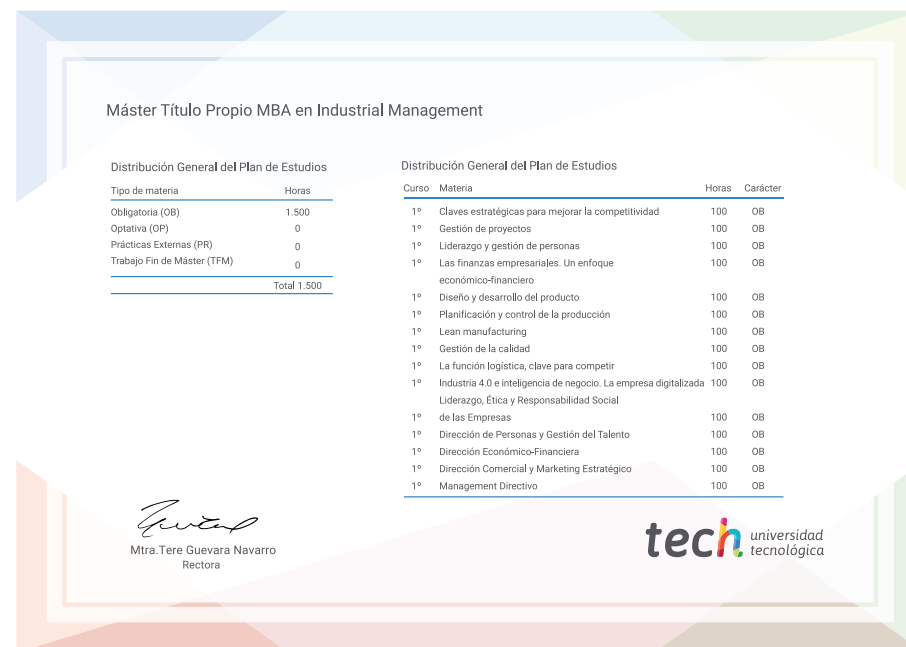 Máster Título Propio MBA en Industrial Management
Distribución General del Plan de Estudios
Tipo de materia Horas
Obligatoria (OB) 1.500
Optativa (OP) 0
Prácticas Externas (PR) 0
Trabajo Fin de Máster (TFM) 0
Total 1.500
Distribución General del Plan de Estudios
Curso Materia Horas Carácter
1º Claves estratégicas para mejorar la competitividad 100 OB
1º Gestión de proyectos 100 OB
1º Liderazgo y gestión de personas 100 OB
1º Las finanzas empresariales. Un enfoque 100 OB
económico-financiero
1º Diseño y desarrollo del producto 100 OB
1º Planificación y control de la producción 100 OB
1º Lean manufacturing 100 OB
1º Gestión de la calidad 100 OB
1º La función logística, clave para competir 100 OB
1º Industria 4.0 e inteligencia de negocio. La empresa digitalizada 100 OB
Liderazgo, Ética y Responsabilidad Social
1º de las Empresas 100 OB
1º Dirección de Personas y Gestión del Talento 100 OB
1º Dirección Económico-Financiera 100 OB
1º Dirección Comercial y Marketing Estratégico 100 OB
1º Management Directivo 100 OB
Mtra.Tere Guevara Navarro
Rectora
tech universidad
tecnológica